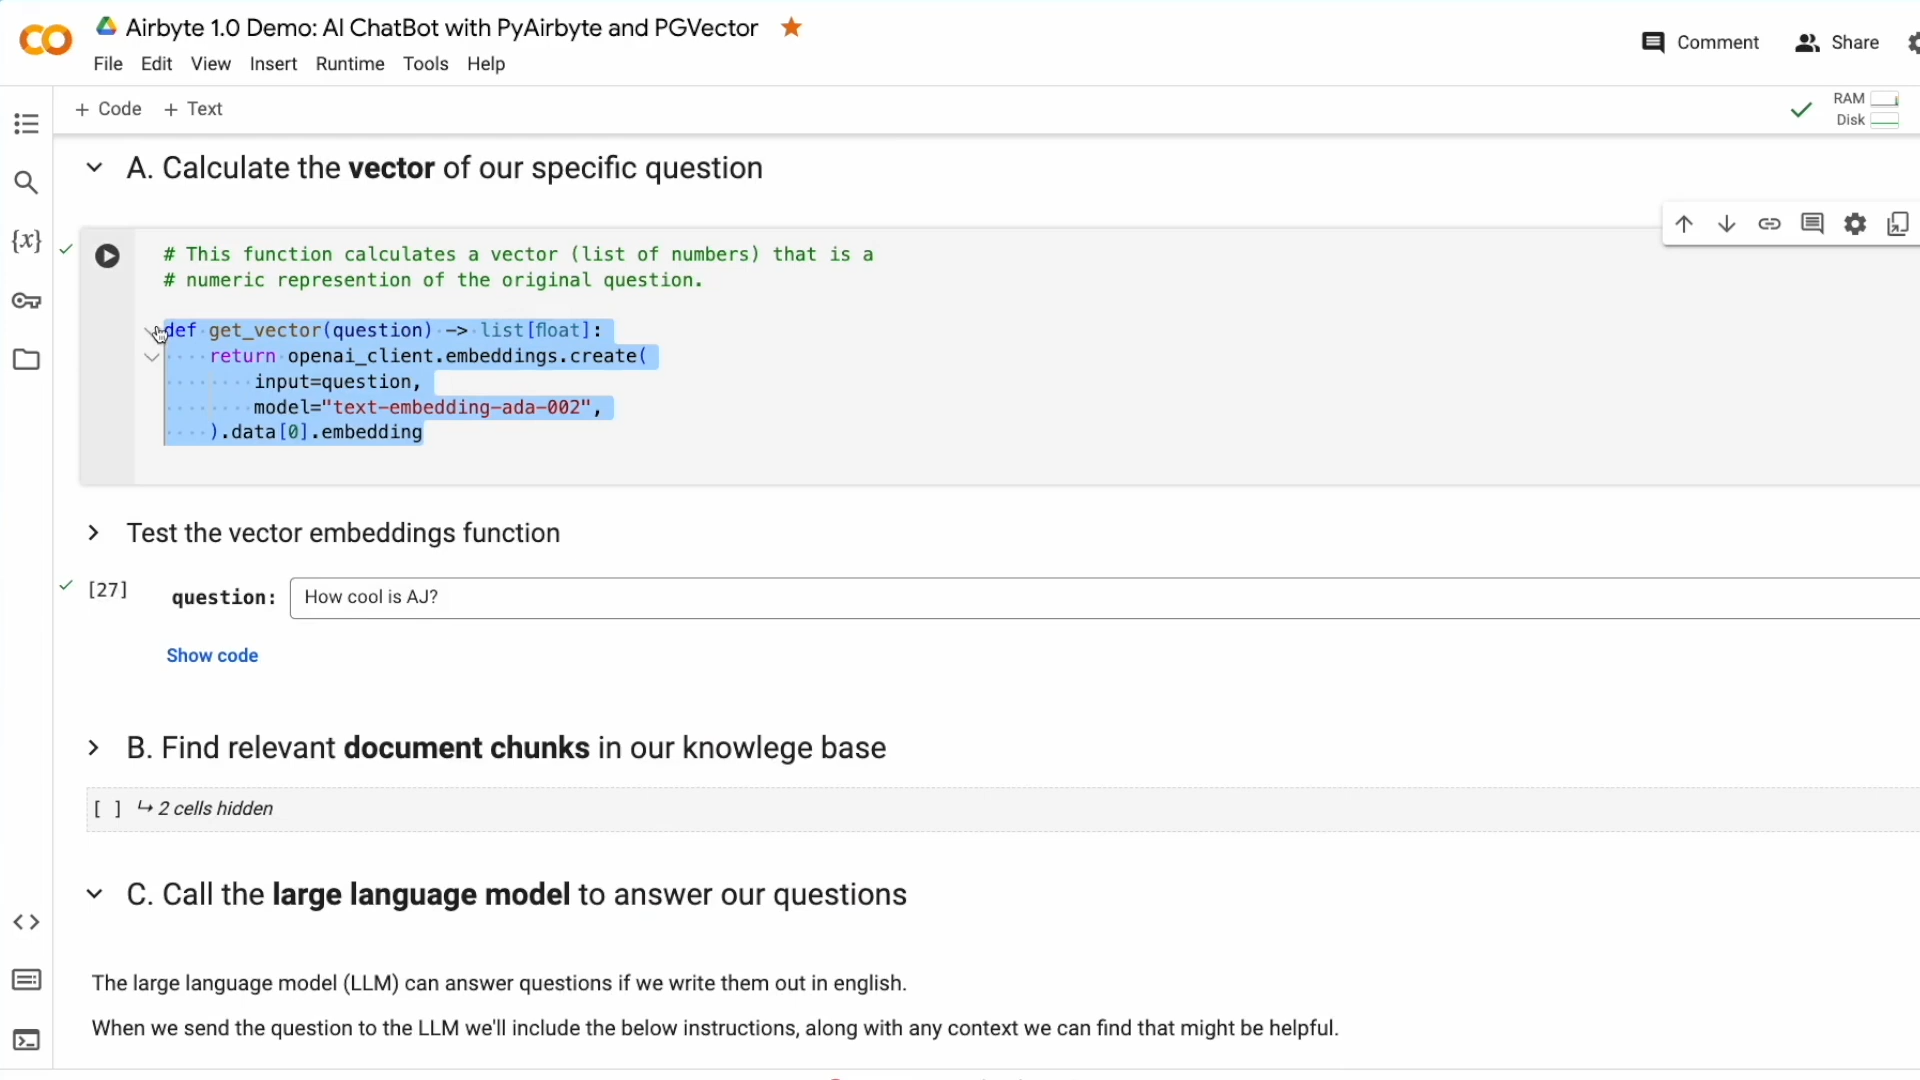 Airbyte 1.0 Demo: AI ChatBot with PyAirbyte and PGVector
Comment Share
File Edit View Insert Runtime Tools Help
+ Code + Text
RAM
Disk
A. Calculate the vector of our specific question
# This function calculates a vector (list of numbers) that is a
# numeric represention of the original question.
def get_vector(question) -> list[float]:
return openai_client.embeddings.create(
input=question,
model="text-embedding-ada-002",
).data[0].embedding
Test the vector embeddings function
[27] question: How cool is AJ?
Show code
B. Find relevant document chunks in our knowlege base
[ ] ↳ 2 cells hidden
C. Call the large language model to answer our questions
The large language model (LLM) can answer questions if we write them out in english.
When we send the question to the LLM we'll include the below instructions, along with any context we can find that might be helpful.